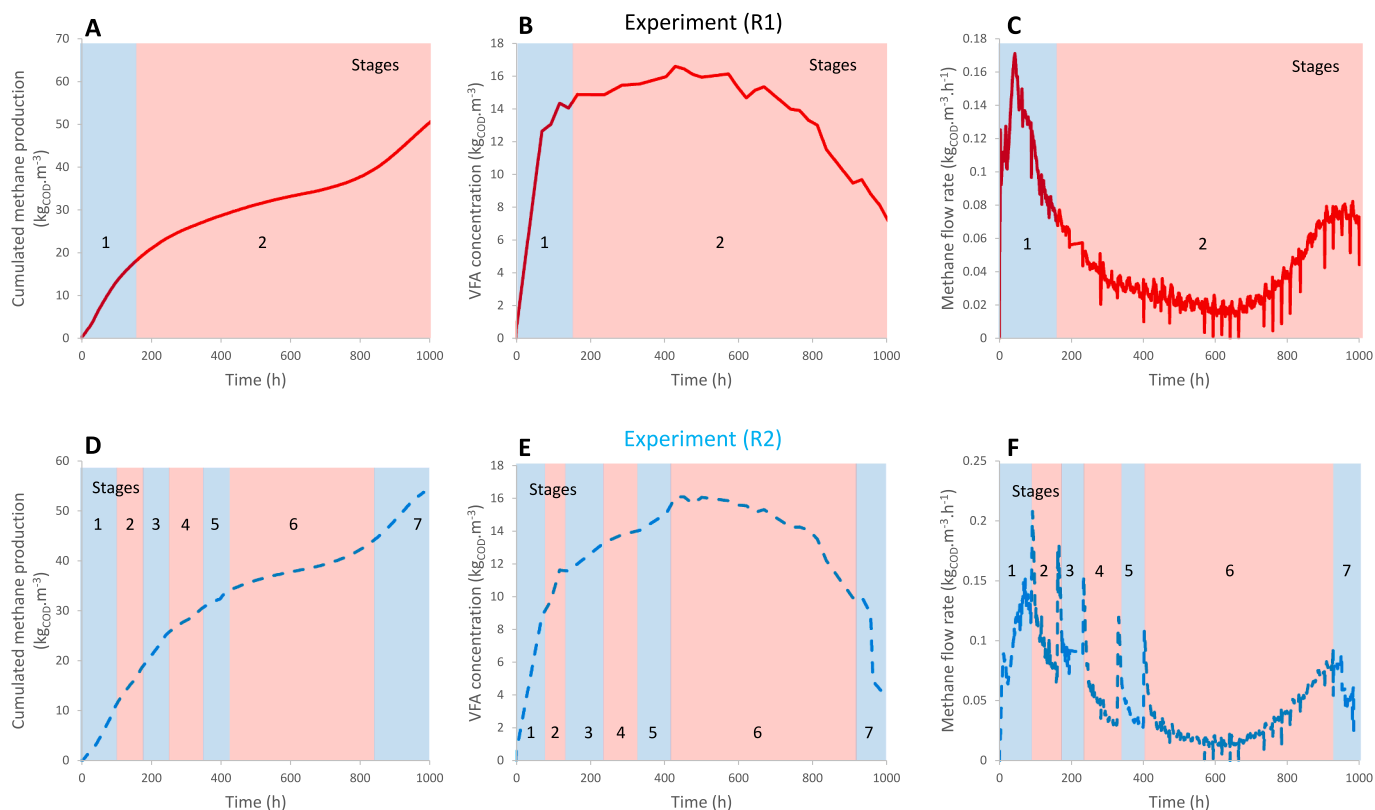 A
Cumulated methane production
(kgCOD.m-3)
70
60
50
40
30
20
10
0
0 200 400 600 800 1000
Time (h)
Stages
1
2
B
Experiment (R1)
VFA concentration (kgCOD.m-3)
18
16
14
12
10
8
6
4
2
0
0 200 400 600 800 1000
Time (h)
Stages
1
2
C
Methane flow rate (kgCOD.m-3.h-1)
0.18
0.16
0.14
0.12
0.1
0.08
0.06
0.04
0.02
0
0 200 400 600 800 1000
Time (h)
Stages
1
2
D
Cumulated methane production
(kgCOD.m-3)
60
50
40
30
20
10
0
0 200 400 600 800 1000
Time (h)
Stages
1 2 3 4 5 6 7
E
Experiment (R2)
VFA concentration (kgCOD.m-3)
18
16
14
12
10
8
6
4
2
0
0 200 400 600 800 1000
Time (h)
Stages
1 2 3 4 5 6 7
F
Methane flow rate (kgCOD.m-3.h-1)
0.25
0.2
0.15
0.1
0.05
0
0 200 400 600 800 1000
Time (h)
Stages
1 2 3 4 5 6 7